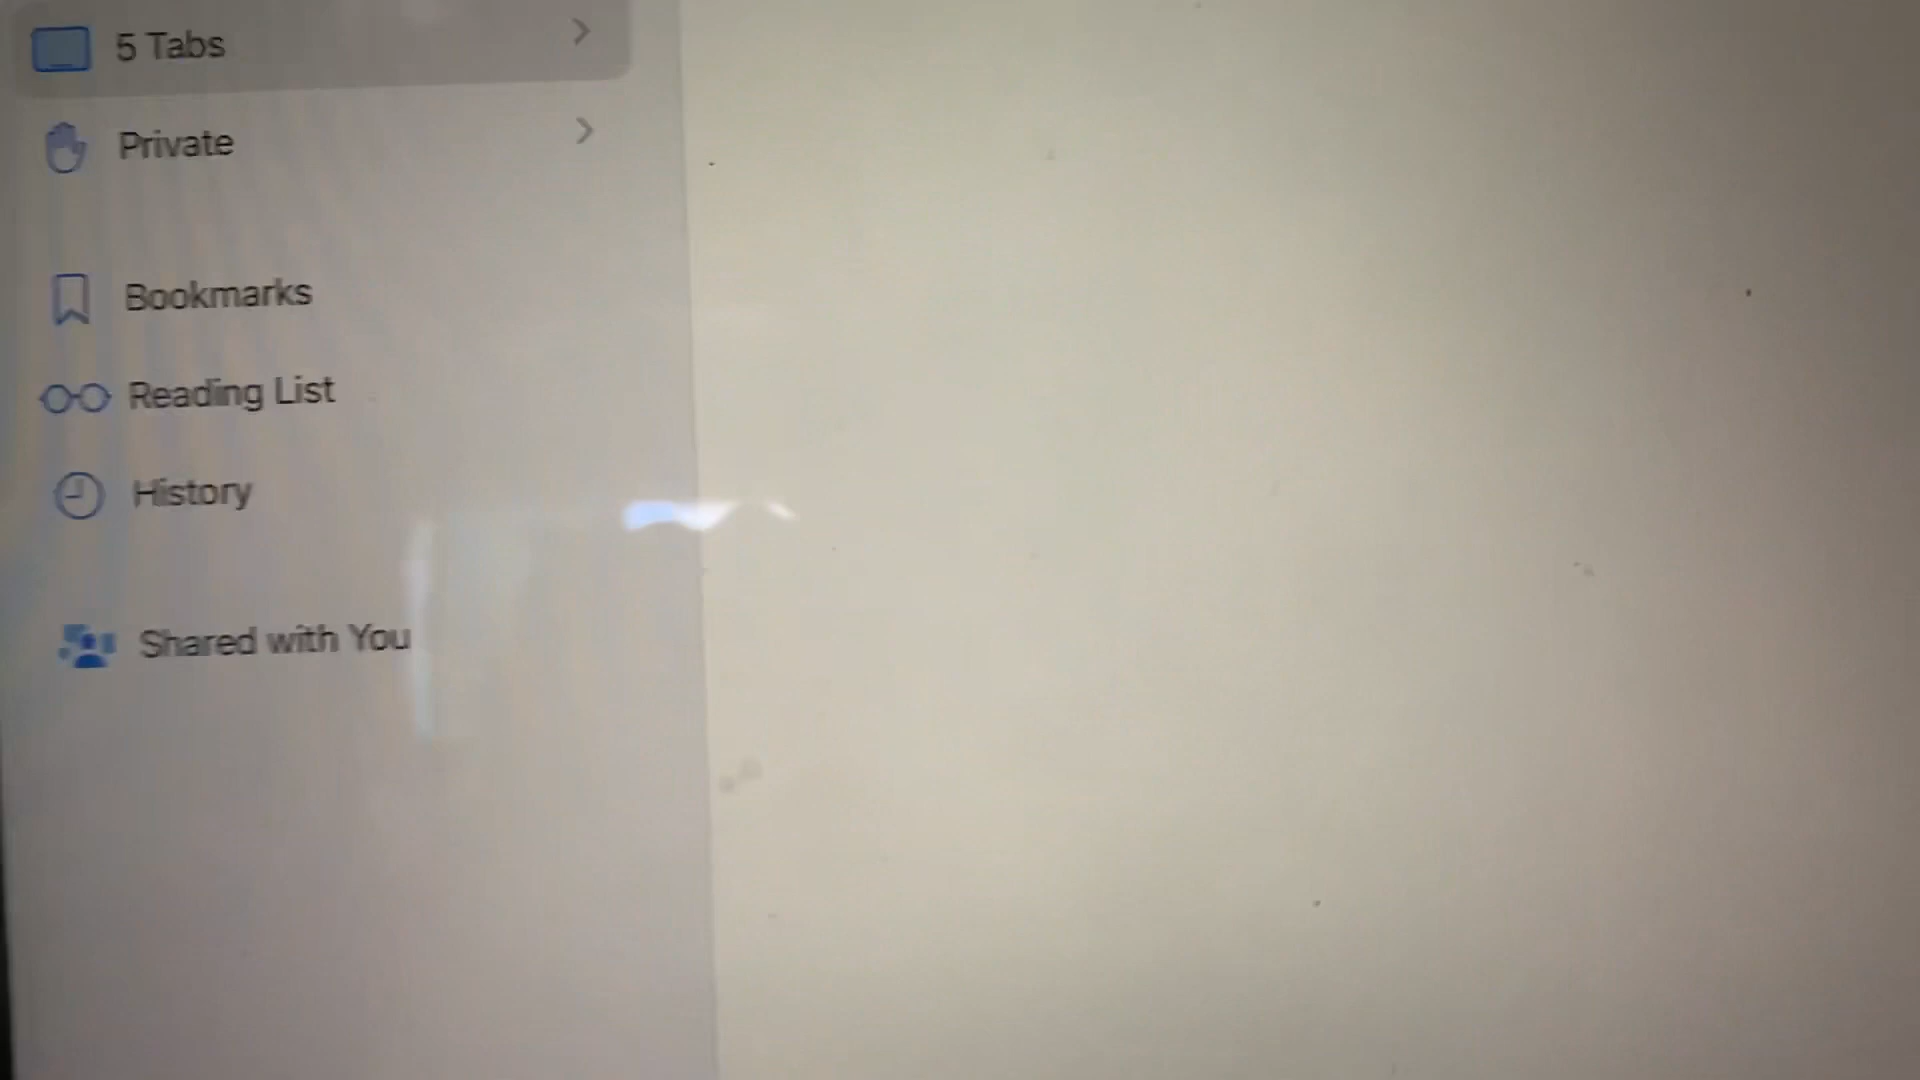 5 Tabs
Private
Bookmarks
Reading List
History
Shared with You